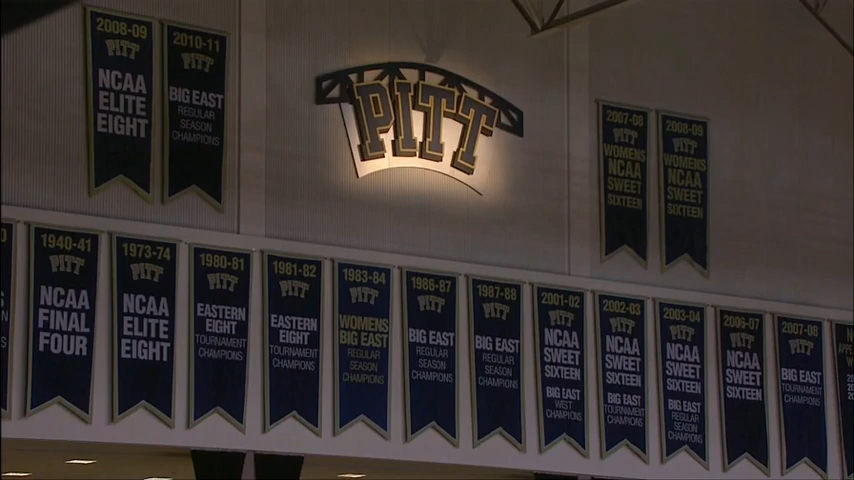 2008-09
PITT
NCAA
ELITE
EIGHT
2010-11
PITT
BIG EAST
REGULAR
SEASON
CHAMPIONS
PITT
2007-08
PITT
WOMENS
NCAA
SWEET
SIXTEEN
2008-09
PITT
WOMENS
NCAA
SWEET
SIXTEEN
1940-41
PITT
NCAA
FINAL
FOUR
1973-74
PITT
NCAA
ELITE
EIGHT
1980-81
PITT
EASTERN
EIGHT
TOURNAMENT
CHAMPIONS
1981-82
PITT
EASTERN
EIGHT
TOURNAMENT
CHAMPIONS
1983-84
PITT
WOMENS
BIG EAST
REGULAR
SEASON
CHAMPIONS
1986-87
PITT
BIG EAST
REGULAR
SEASON
CHAMPIONS
1987-88
PITT
BIG EAST
REGULAR
SEASON
CHAMPIONS
2001-02
PITT
NCAA
SWEET
SIXTEEN
BIG EAST
WEST
CHAMPIONS
2002-03
PITT
NCAA
SWEET
SIXTEEN
BIG EAST
TOURNAMENT
CHAMPIONS
2003-04
PITT
NCAA
SWEET
SIXTEEN
BIG EAST
REGULAR
SEASON
CHAMPIONS
2006-07
PITT
NCAA
SWEET
SIXTEEN
2007-08
PITT
BIG EAST
TOURNAMENT
CHAMPIONS